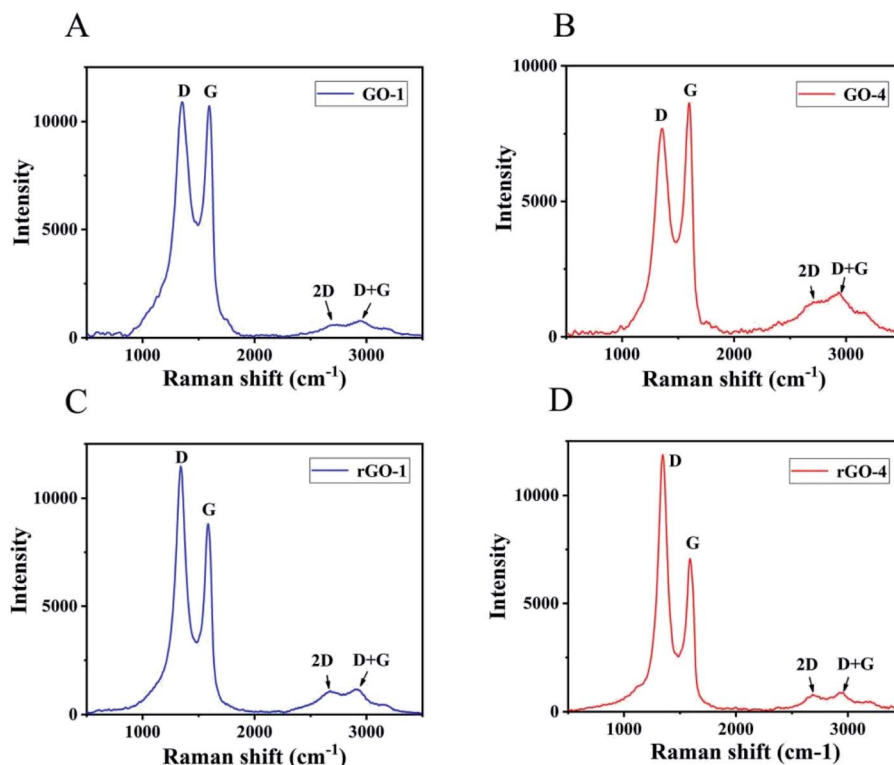 A
B
D
G
GO-1
10000
5000
0
Intensity
2D
D+G
1000
2000
3000
Raman shift (cm-1)
D
G
GO-4
10000
5000
0
Intensity
2D
D+G
1000
2000
3000
Raman shift (cm-1)
C
D
D
G
rGO-1
10000
5000
0
Intensity
2D
D+G
1000
2000
3000
Raman shift (cm-1)
D
G
rGO-4
10000
5000
0
Intensity
2D
D+G
1000
2000
3000
Raman shift (cm-1)